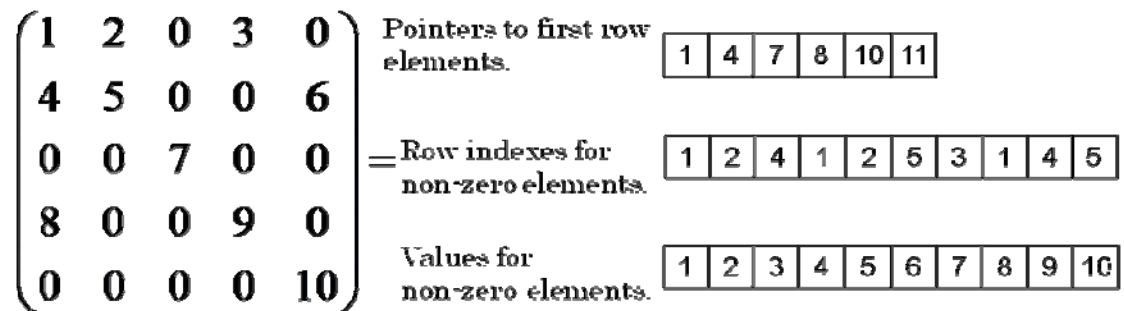 1 2 0 3 0
4 5 0 0 6
0 0 7 0 0
8 0 0 9 0
0 0 0 0 10
=
Pointers to first row
elements.
1 4 7 8 10 11
Row indexes for
non-zero elements.
1 2 4 1 2 5 3 1 4 5
Values for
non-zero elements.
1 2 3 4 5 6 7 8 9 10